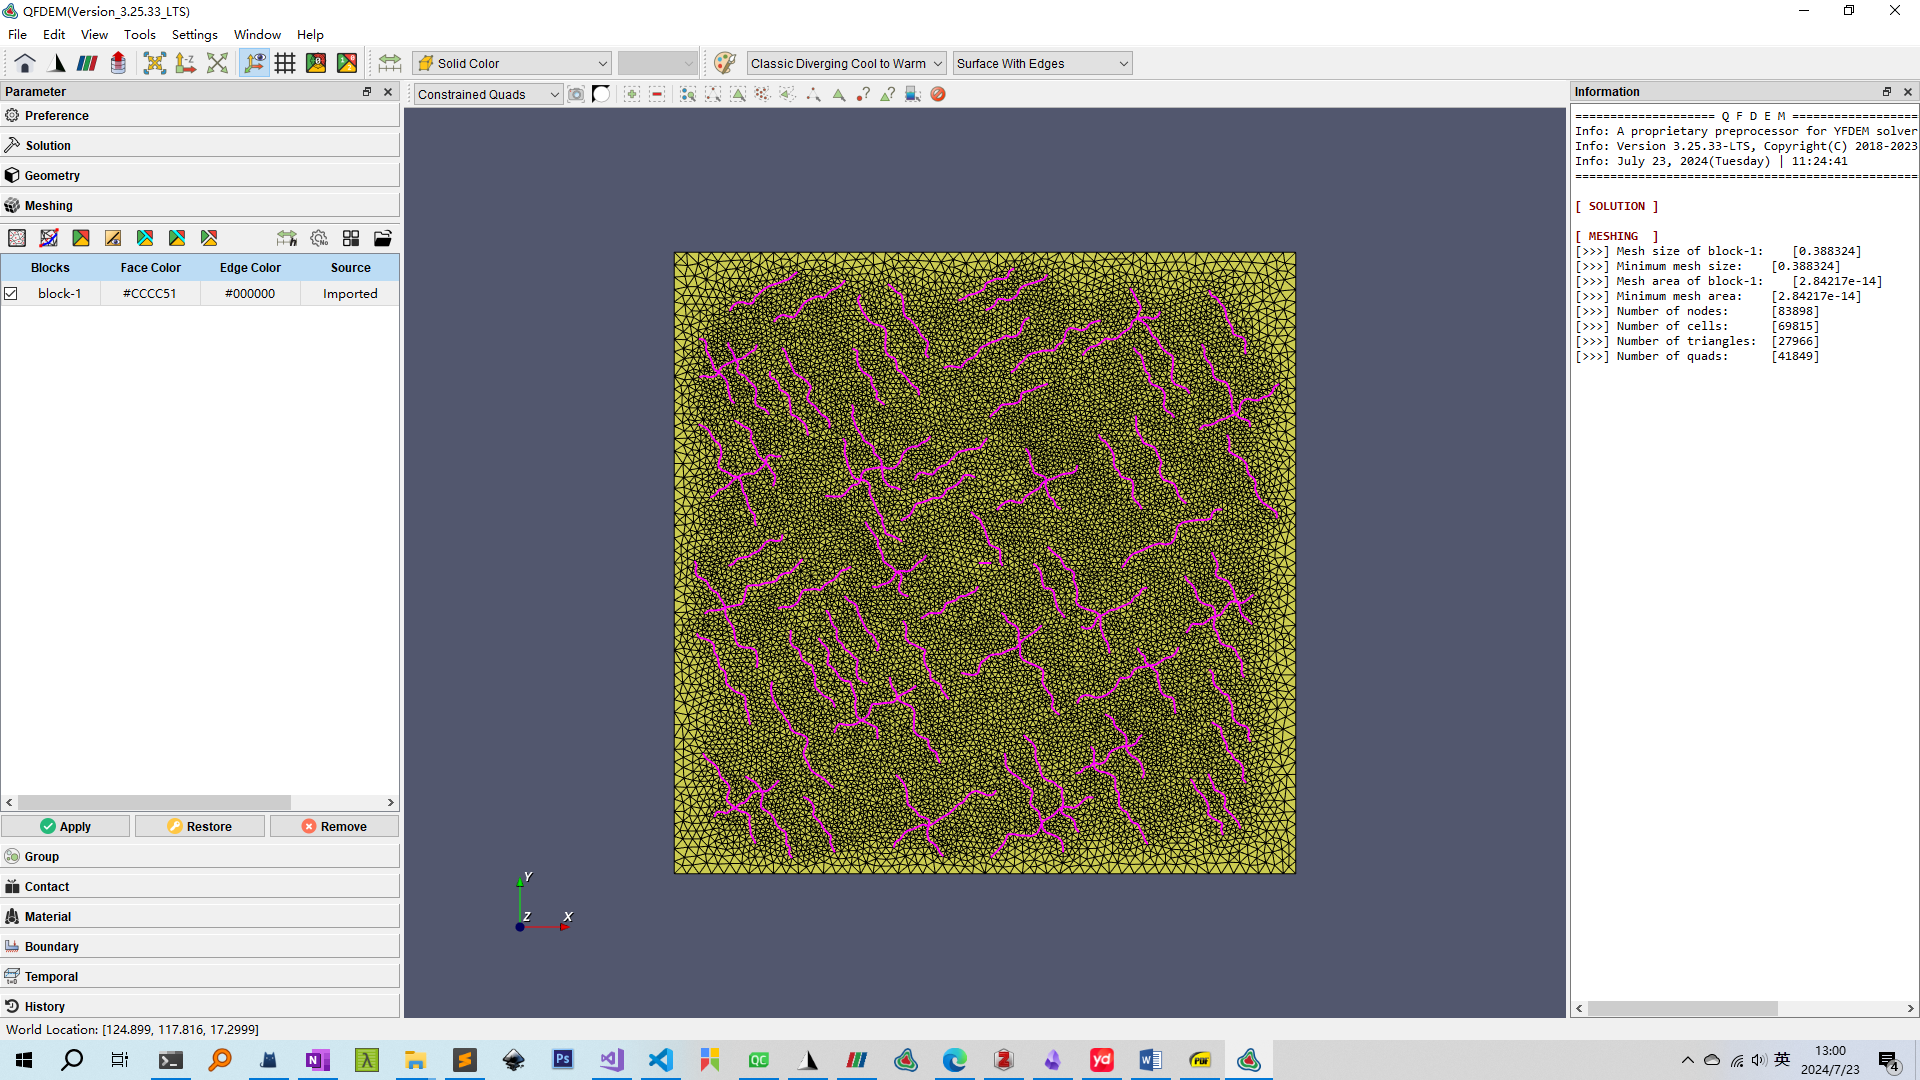 QFDEM(Version_3.25.33_LTS)
File Edit View Tools Settings Window Help
Solid Color
Classic Diverging Cool to Warm
Surface With Edges
Parameter
Constrained Quads
Information
Preference
Solution
Geometry
Meshing
Blocks Face Color Edge Color Source
block-1 #CCCC51 #000000 Imported
Apply Restore Remove
Group
Contact
Material
Boundary
Temporal
History
World Location: [124.899, 117.816, 17.2999]
Y
Z X
==================== Q F D E M ==================
Info: A proprietary preprocessor for YFDEM solver
Info: Version 3.25.33-LTS, Copyright(C) 2018-2023
Info: July 23, 2024(Tuesday) | 11:24:41
=================================================
[ SOLUTION ]
[ MESHING ]
[>>>] Mesh size of block-1: [0.388324]
[>>>] Minimum mesh size: [0.388324]
[>>>] Mesh area of block-1: [2.84217e-14]
[>>>] Minimum mesh area: [2.84217e-14]
[>>>] Number of nodes: [83898]
[>>>] Number of cells: [69815]
[>>>] Number of triangles: [27966]
[>>>] Number of quads: [41849]
英
13:00
2024/7/23
4